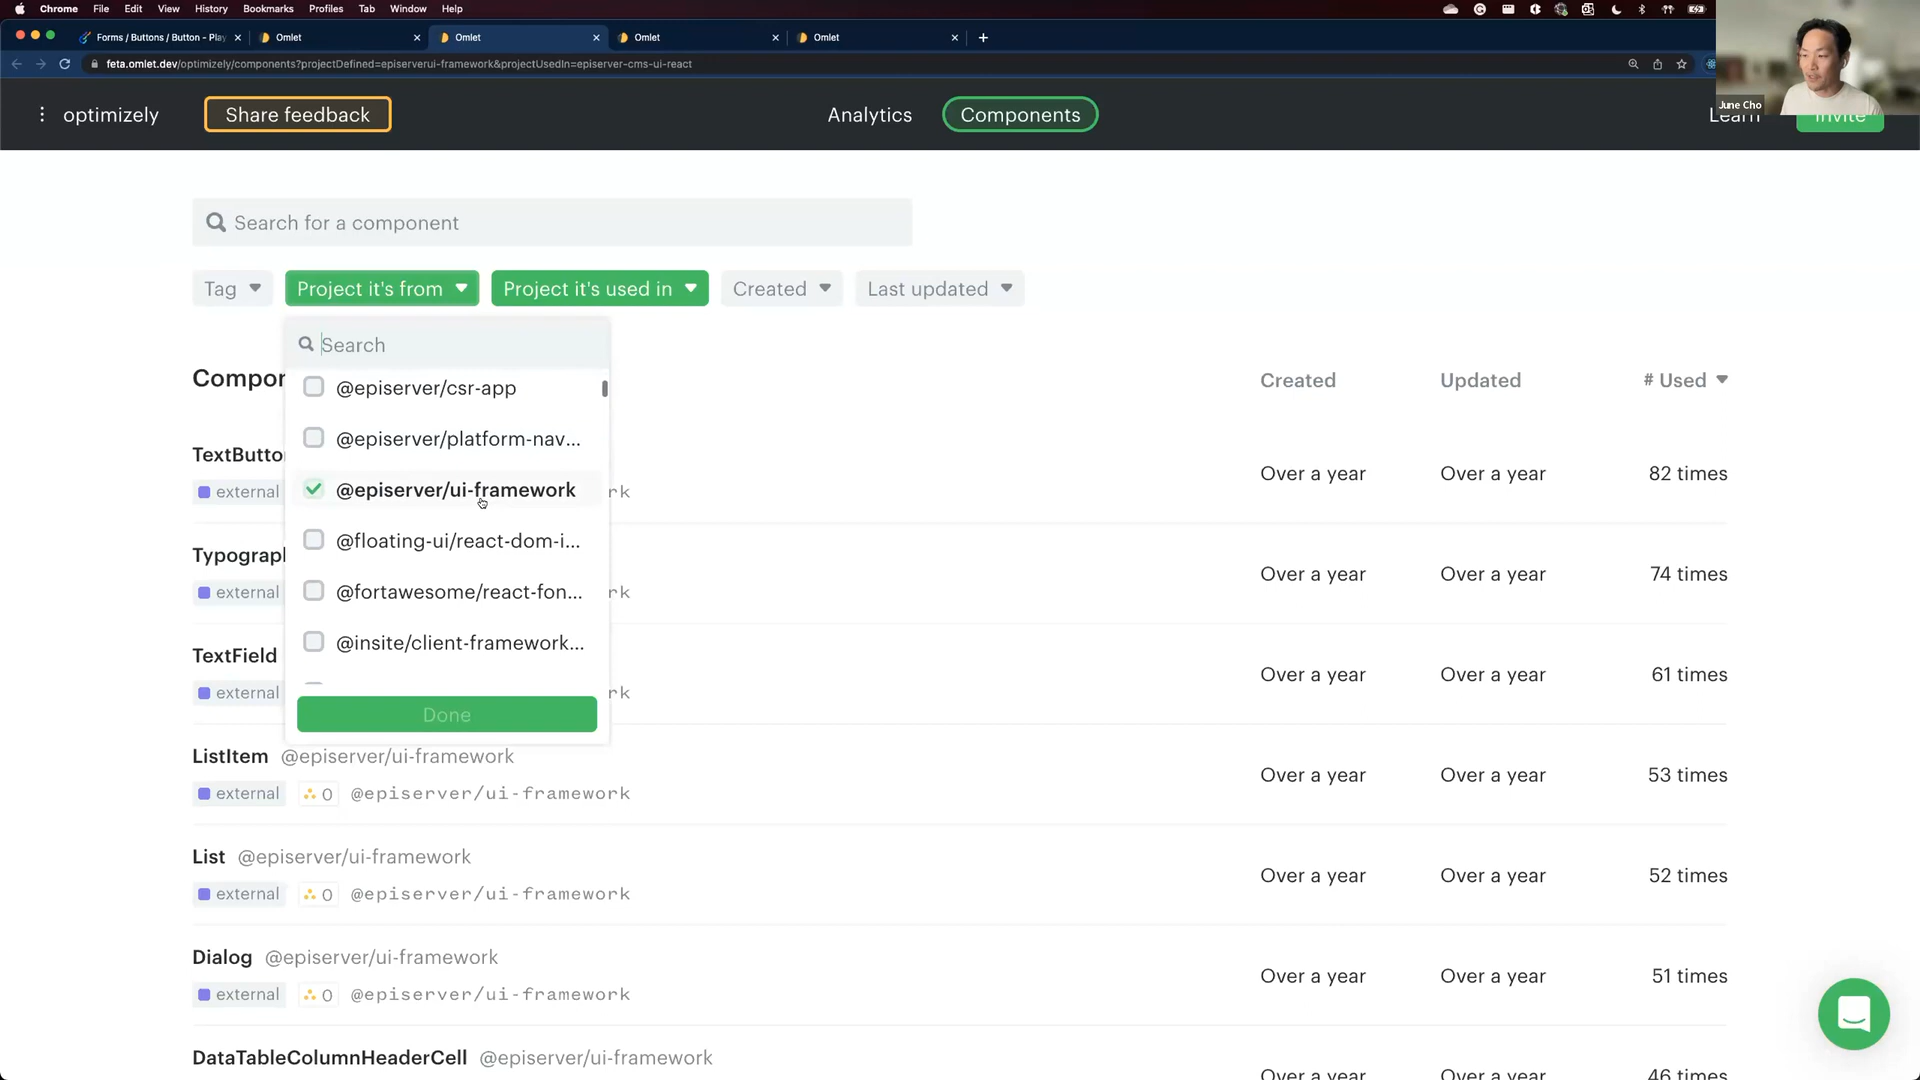 Chrome File Edit View History Bookmarks Profiles Tab Window Help
Forms / Buttons / Button - Play
Omlet
Omlet
Omlet
Omlet
feta.omlet.dev/optimizely/components?projectDefined=episerverui-framework&projectUsedIn=episerver-cms-ui-react
June Cho
optimizely
Share feedback
Analytics
Components
Learn
Invite
Search for a component
Tag
Project it's from
Project it's used in
Created
Last updated
Search
@episerver/csr-app
@episerver/platform-nav...
@episerver/ui-framework
@floating-ui/react-dom-i...
@fortawesome/react-fon...
@insite/client-framework...
Done
Compon
Created
Updated
# Used
TextButto
external
rk
Over a year
Over a year
82 times
Typograp
external
rk
Over a year
Over a year
74 times
TextField
external
rk
Over a year
Over a year
61 times
ListItem @episerver/ui-framework
external 0 @episerver/ui-framework
Over a year
Over a year
53 times
List @episerver/ui-framework
external 0 @episerver/ui-framework
Over a year
Over a year
52 times
Dialog @episerver/ui-framework
external 0 @episerver/ui-framework
Over a year
Over a year
51 times
DataTableColumnHeaderCell @episerver/ui-framework
Over a year
Over a year
46 times